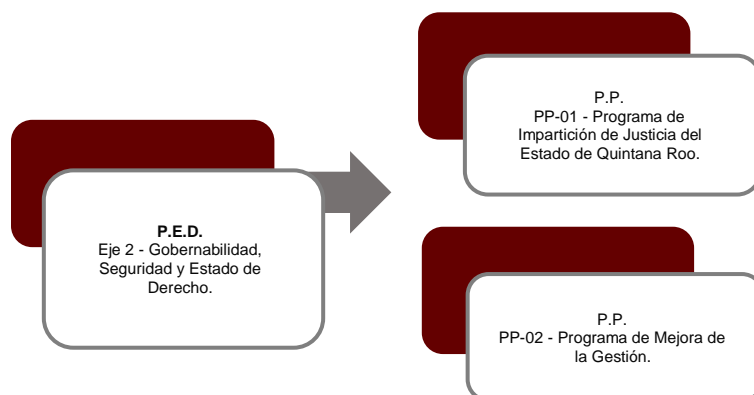 P.E.D.
Eje 2 - Gobernabilidad,
Seguridad y Estado de
Derecho.
P.P.
PP-01 - Programa de
Impartición de Justicia del
Estado de Quintana Roo.
P.P.
PP-02 - Programa de Mejora de
la Gestión.